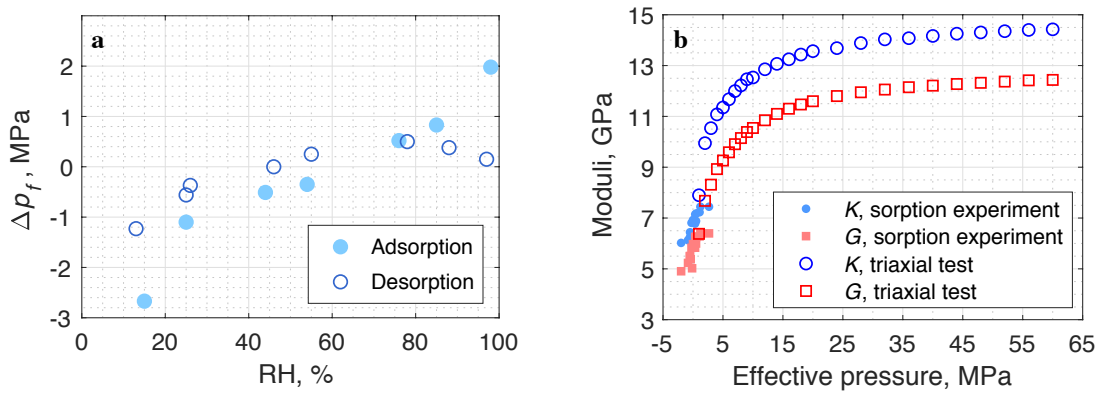 a
Δp_f, MPa
2
1
0
-1
-2
-3
0 20 40 60 80 100
RH, %
Adsorption
Desorption
b
Moduli, GPa
15
13
11
9
7
5
3
-5 5 15 25 35 45 55 65
Effective pressure, MPa
K, sorption experiment
G, sorption experiment
K, triaxial test
G, triaxial test